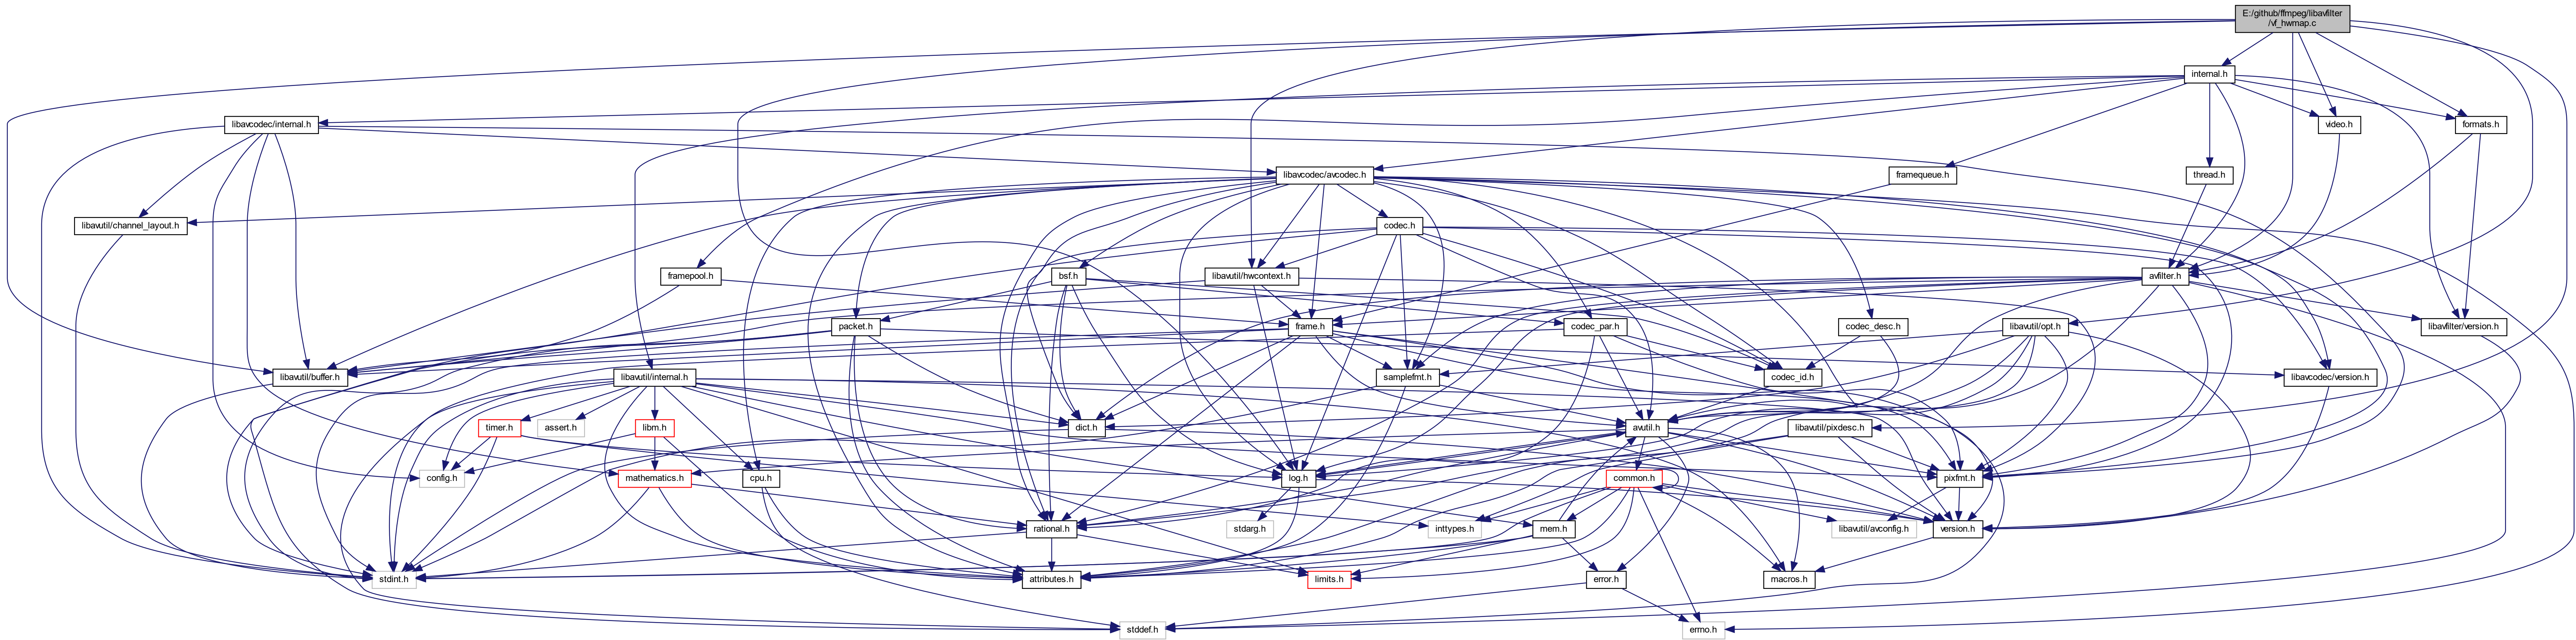 E:/github/ffmpeg/libavfilter
/vf_hwmap.c
internal.h
libavcodec/internal.h
video.h
formats.h
libavcodec/avcodec.h
framequeue.h
thread.h
libavutil/channel_layout.h
codec.h
framepool.h
bsf.h
libavutil/hwcontext.h
avfilter.h
packet.h
frame.h
codec_par.h
codec_desc.h
libavutil/opt.h
libavfilter/version.h
libavutil/buffer.h
libavutil/internal.h
samplefmt.h
codec_id.h
libavcodec/version.h
timer.h
assert.h
libm.h
dict.h
avutil.h
libavutil/pixdesc.h
config.h
mathematics.h
cpu.h
log.h
common.h
pixfmt.h
rational.h
stdarg.h
inttypes.h
mem.h
libavutil/avconfig.h
version.h
stdint.h
attributes.h
limits.h
error.h
macros.h
stddef.h
errno.h